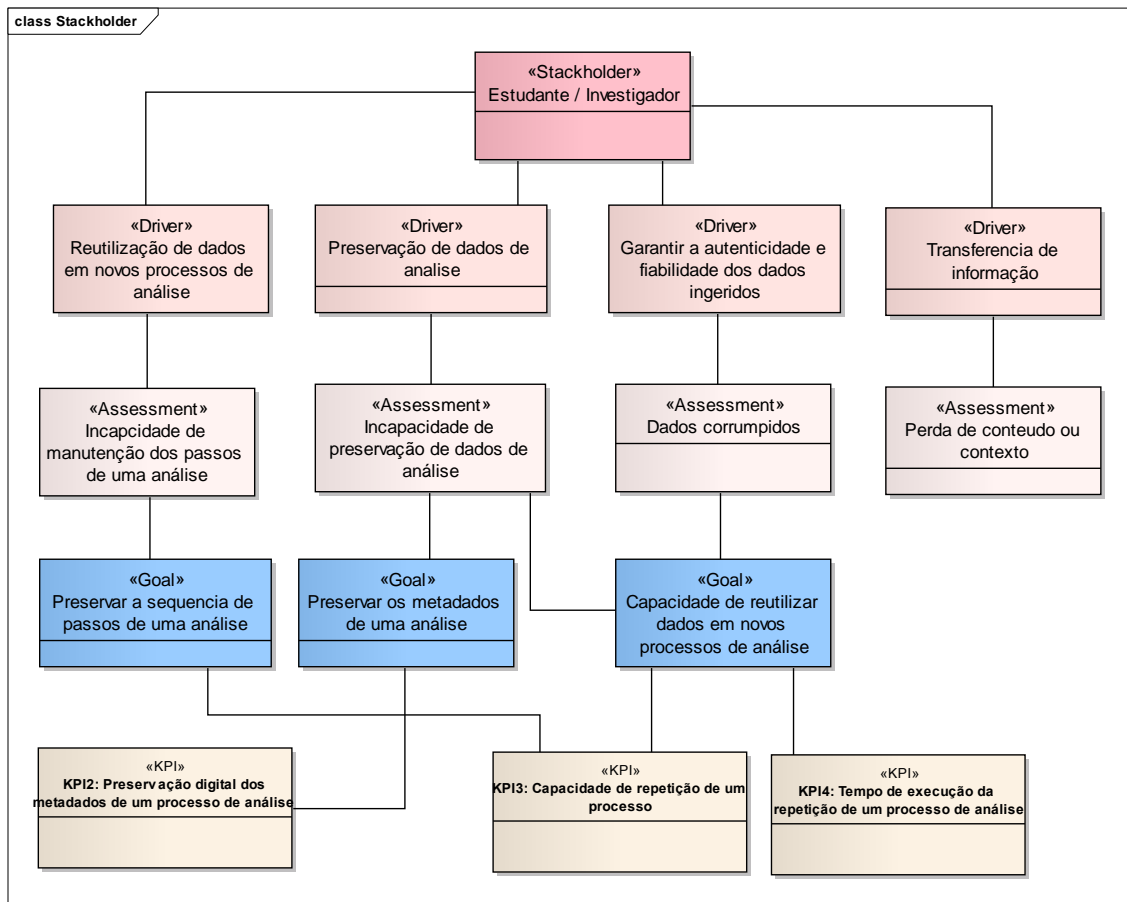 class Stackholder
«Stackholder»
Estudante / Investigador
«Driver»
Reutilização de dados
em novos processos de
análise
«Driver»
Preservação de dados de
analise
«Driver»
Garantir a autenticidade e
fiabilidade dos dados
ingeridos
«Driver»
Transferencia de
informação
«Assessment»
Incapcidade de
manutenção dos passos
de uma análise
«Assessment»
Incapacidade de
preservação de dados de
análise
«Assessment»
Dados corrumpidos
«Assessment»
Perda de conteudo ou
contexto
«Goal»
Preservar a sequencia de
passos de uma análise
«Goal»
Preservar os metadados
de uma análise
«Goal»
Capacidade de reutilizar
dados em novos
processos de análise
«KPI»
KPI2: Preservação digital dos
metadados de um processo de análise
«KPI»
KPI3: Capacidade de repetição de um
processo
«KPI»
KPI4: Tempo de execução da
repetição de um processo de análise